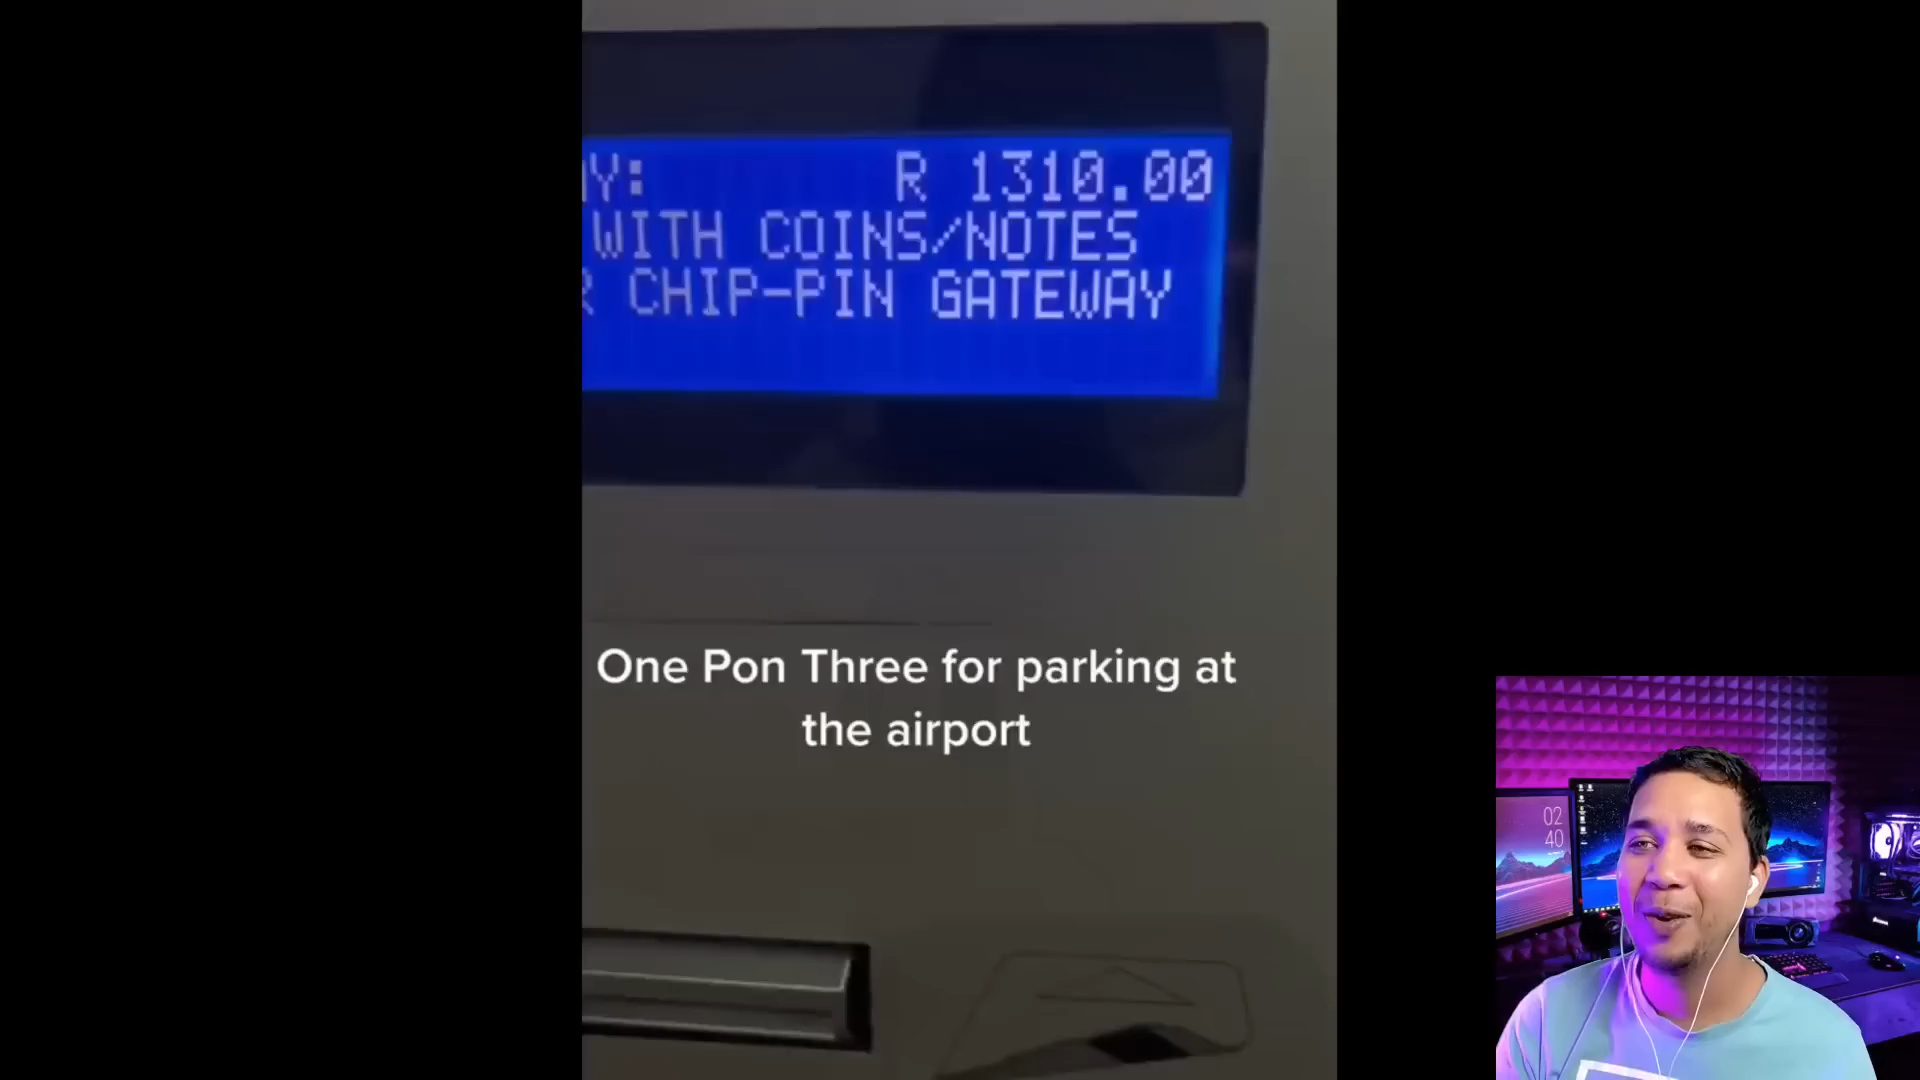 Y: R 1310.00
WITH COINS/NOTES
CHIP-PIN GATEWAY
One Pon Three for parking at
the airport
02
40